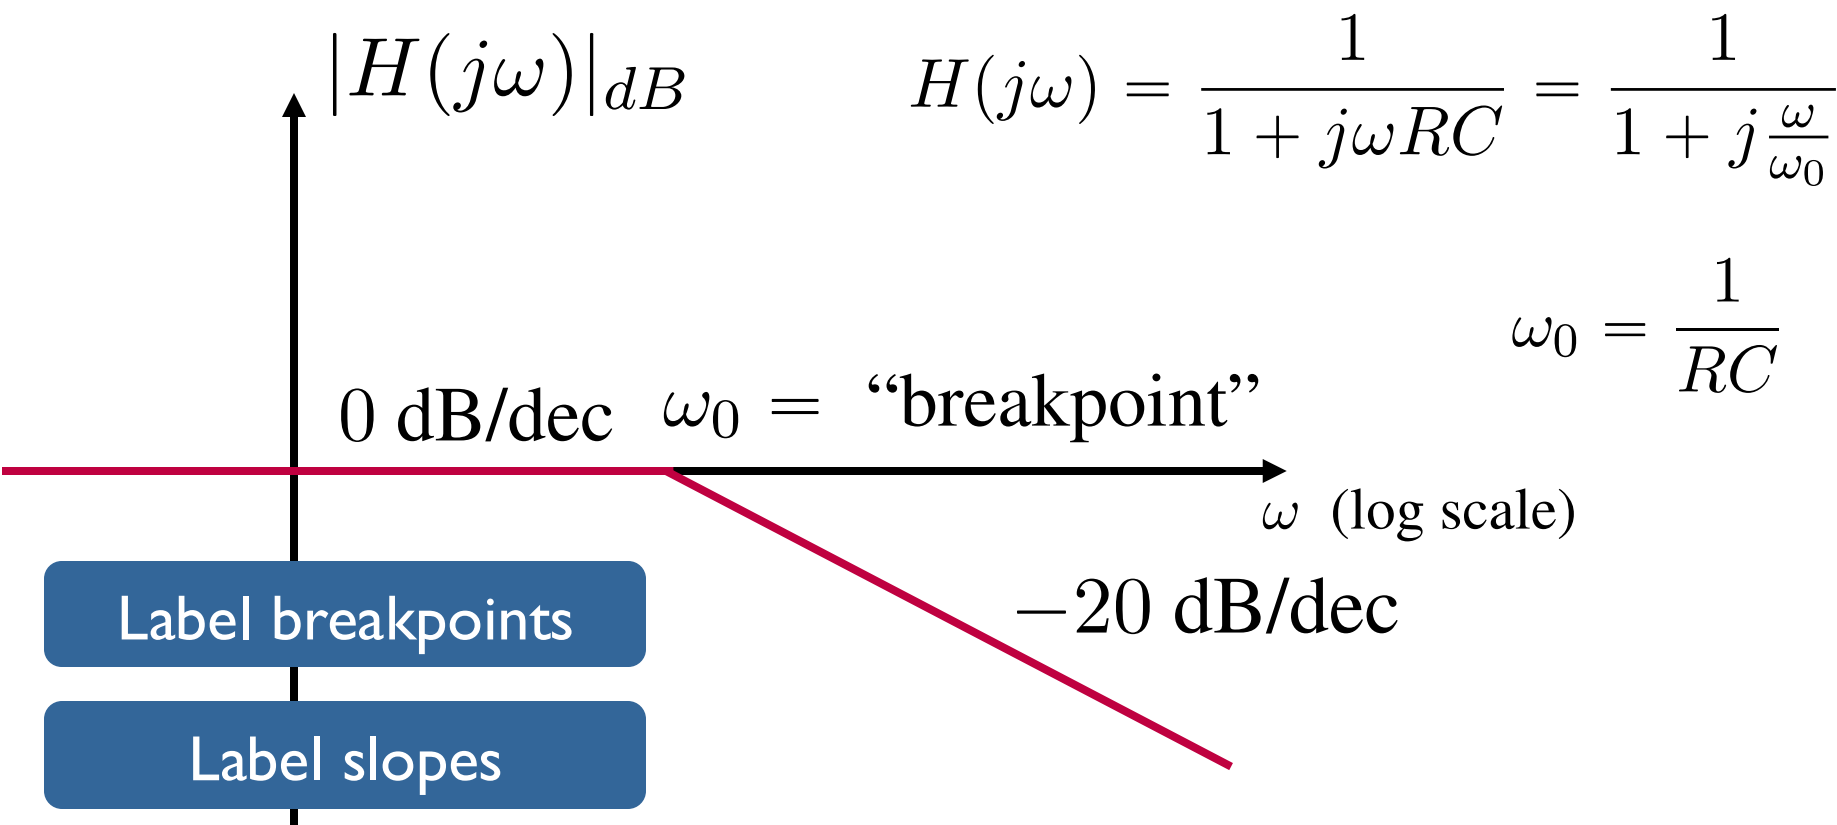 |H(jω)|dB
H(jω) = 1/(1 + jωRC) = 1/(1 + j ω/ω0)
ω0 = 1/RC
0 dB/dec ω0 = “breakpoint”
ω (log scale)
−20 dB/dec
Label breakpoints
Label slopes